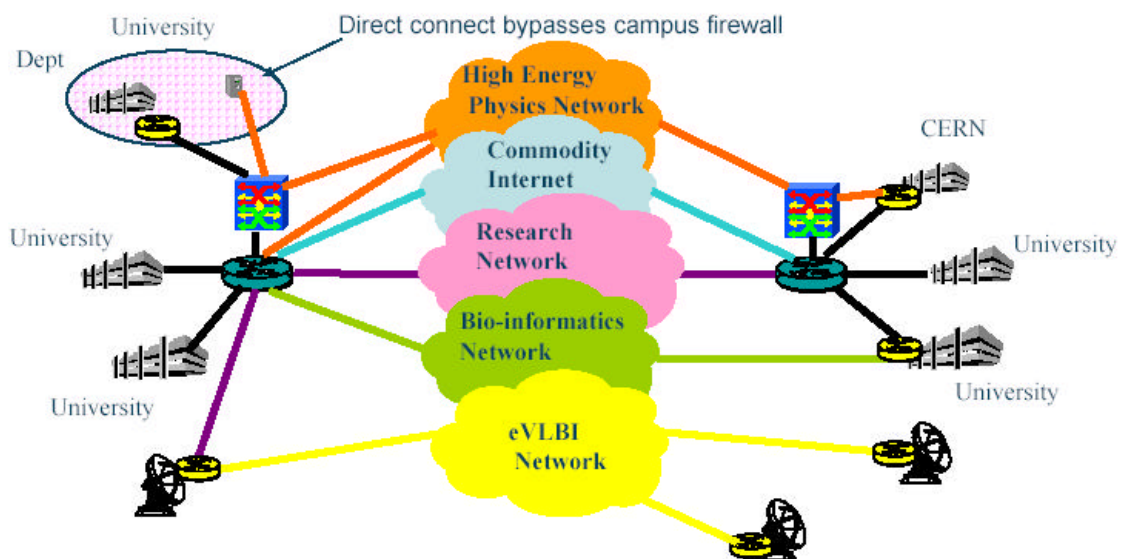 University
Direct connect bypasses campus firewall
Dept
High Energy
Physics Network
CERN
Commodity
Internet
University
Research
Network
University
Bio-informatics
Network
University
University
eVLBI
Network